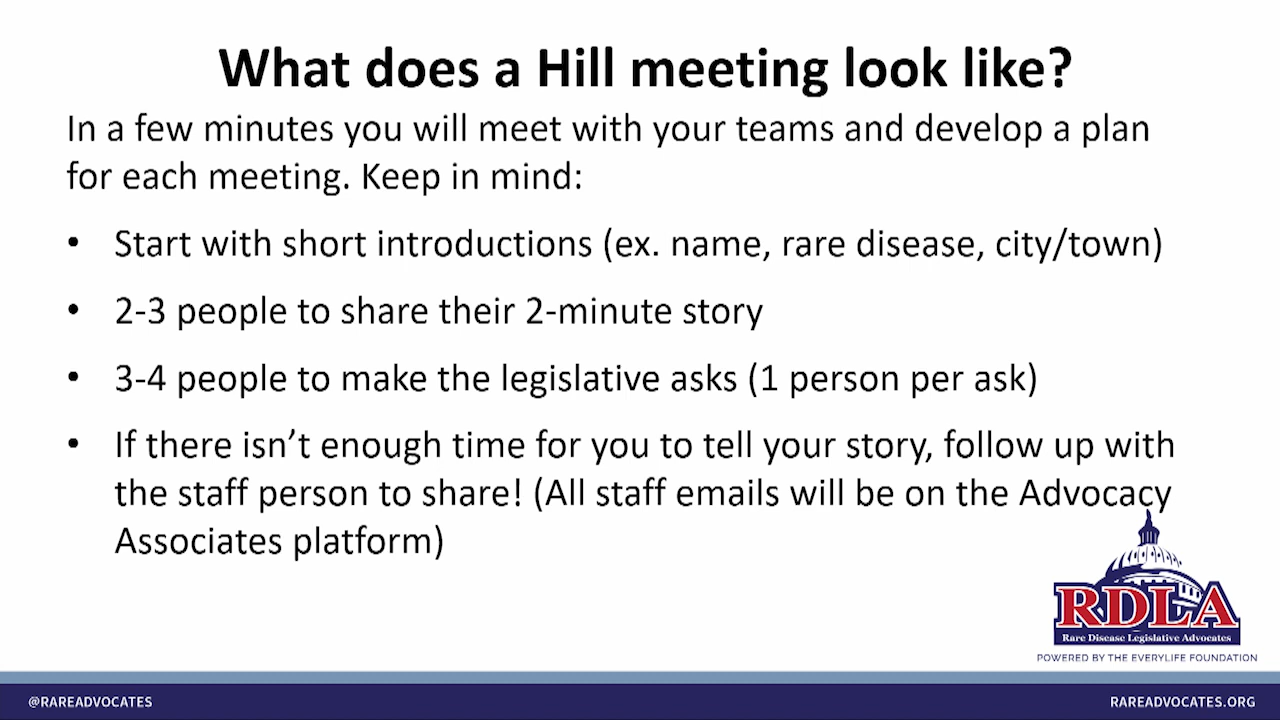 What does a Hill meeting look like?
In a few minutes you will meet with your teams and develop a plan
for each meeting. Keep in mind:
• Start with short introductions (ex. name, rare disease, city/town)
• 2-3 people to share their 2-minute story
• 3-4 people to make the legislative asks (1 person per ask)
• If there isn’t enough time for you to tell your story, follow up with
the staff person to share! (All staff emails will be on the Advocacy
Associates platform)
RDLA
Rare Disease Legislative Advocates
POWERED BY THE EVERYLIFE FOUNDATION
@RAREADVOCATES
RAREADVOCATES.ORG